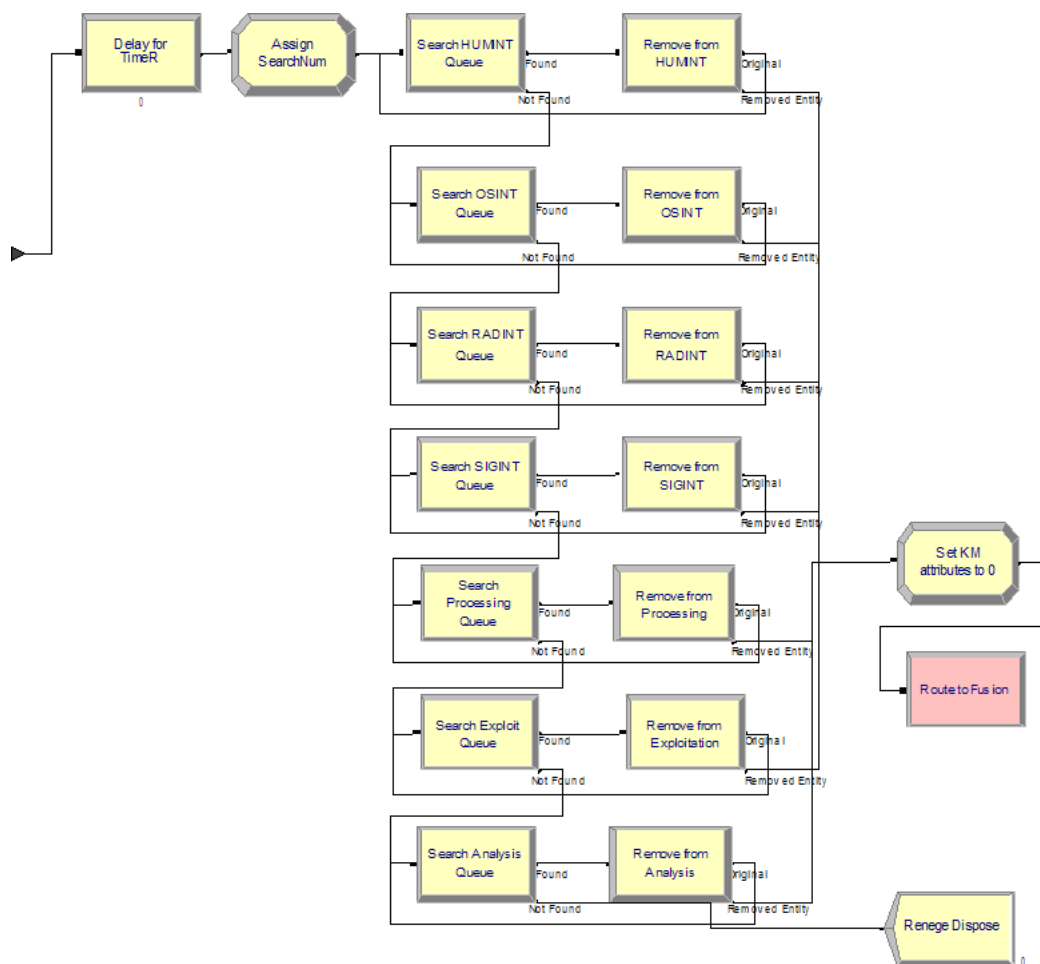 Delay for
TimeR
0
Assign
SearchNum
Search HUMINT
Queue
Found
Not Found
Remove from
HUMINT
Original
Removed Entity
Search OSINT
Queue
Found
Not Found
Remove from
OSINT
Original
Removed Entity
Search RADINT
Queue
Found
Not Found
Remove from
RADINT
Original
Removed Entity
Search SIGINT
Queue
Found
Not Found
Remove from
SIGINT
Original
Removed Entity
Set KM
attributes to 0
Search
Processing
Queue
Found
Not Found
Remove from
Processing
Original
Removed Entity
Route to Fusion
Search Exploit
Queue
Found
Not Found
Remove from
Exploitation
Original
Removed Entity
Search Analysis
Queue
Found
Not Found
Remove from
Analysis
Original
Removed Entity
Renege Dispose
0